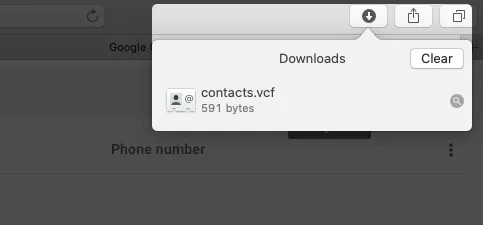 Google (
Downloads
Clear
contacts.vcf
591 bytes
Phone number